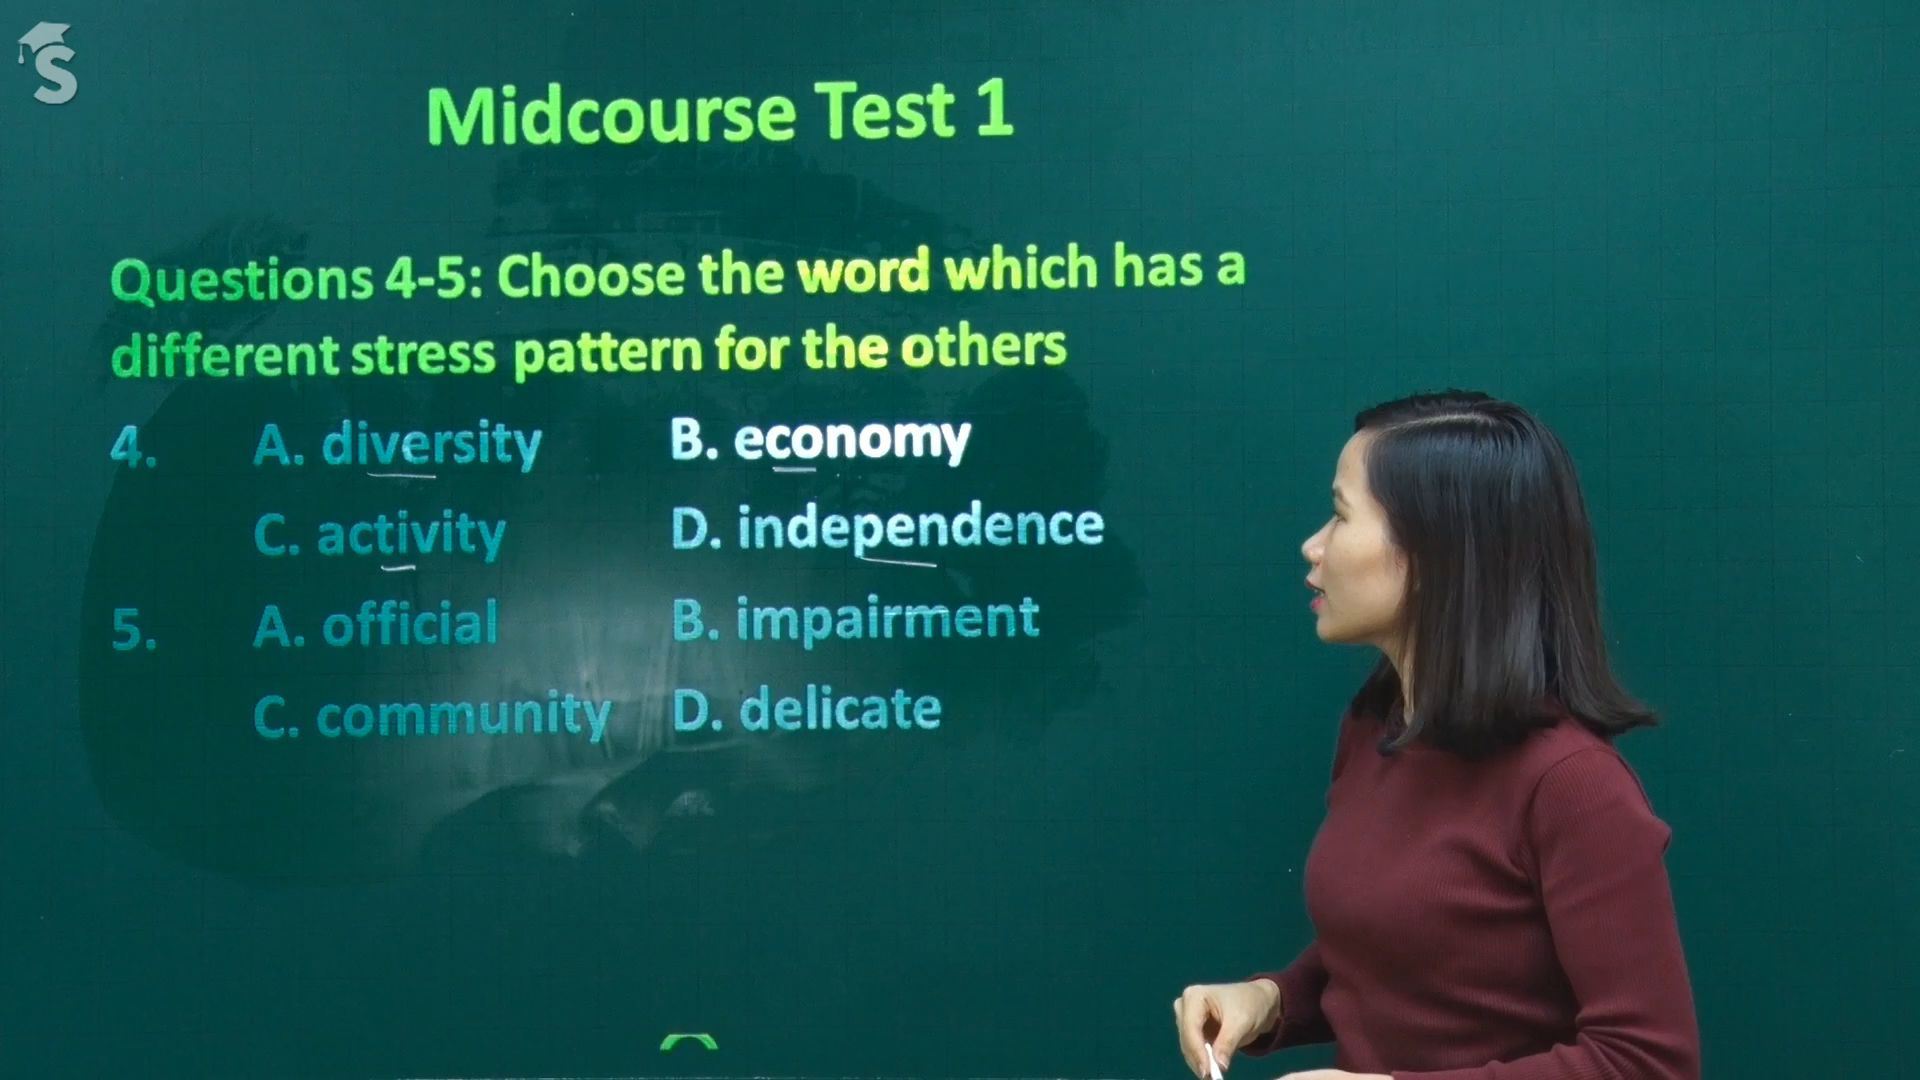 S
Midcourse Test 1
Questions 4-5: Choose the word which has a
different stress pattern for the others
4. A. diversity B. economy
C. activity D. independence
5. A. official B. impairment
C. community D. delicate